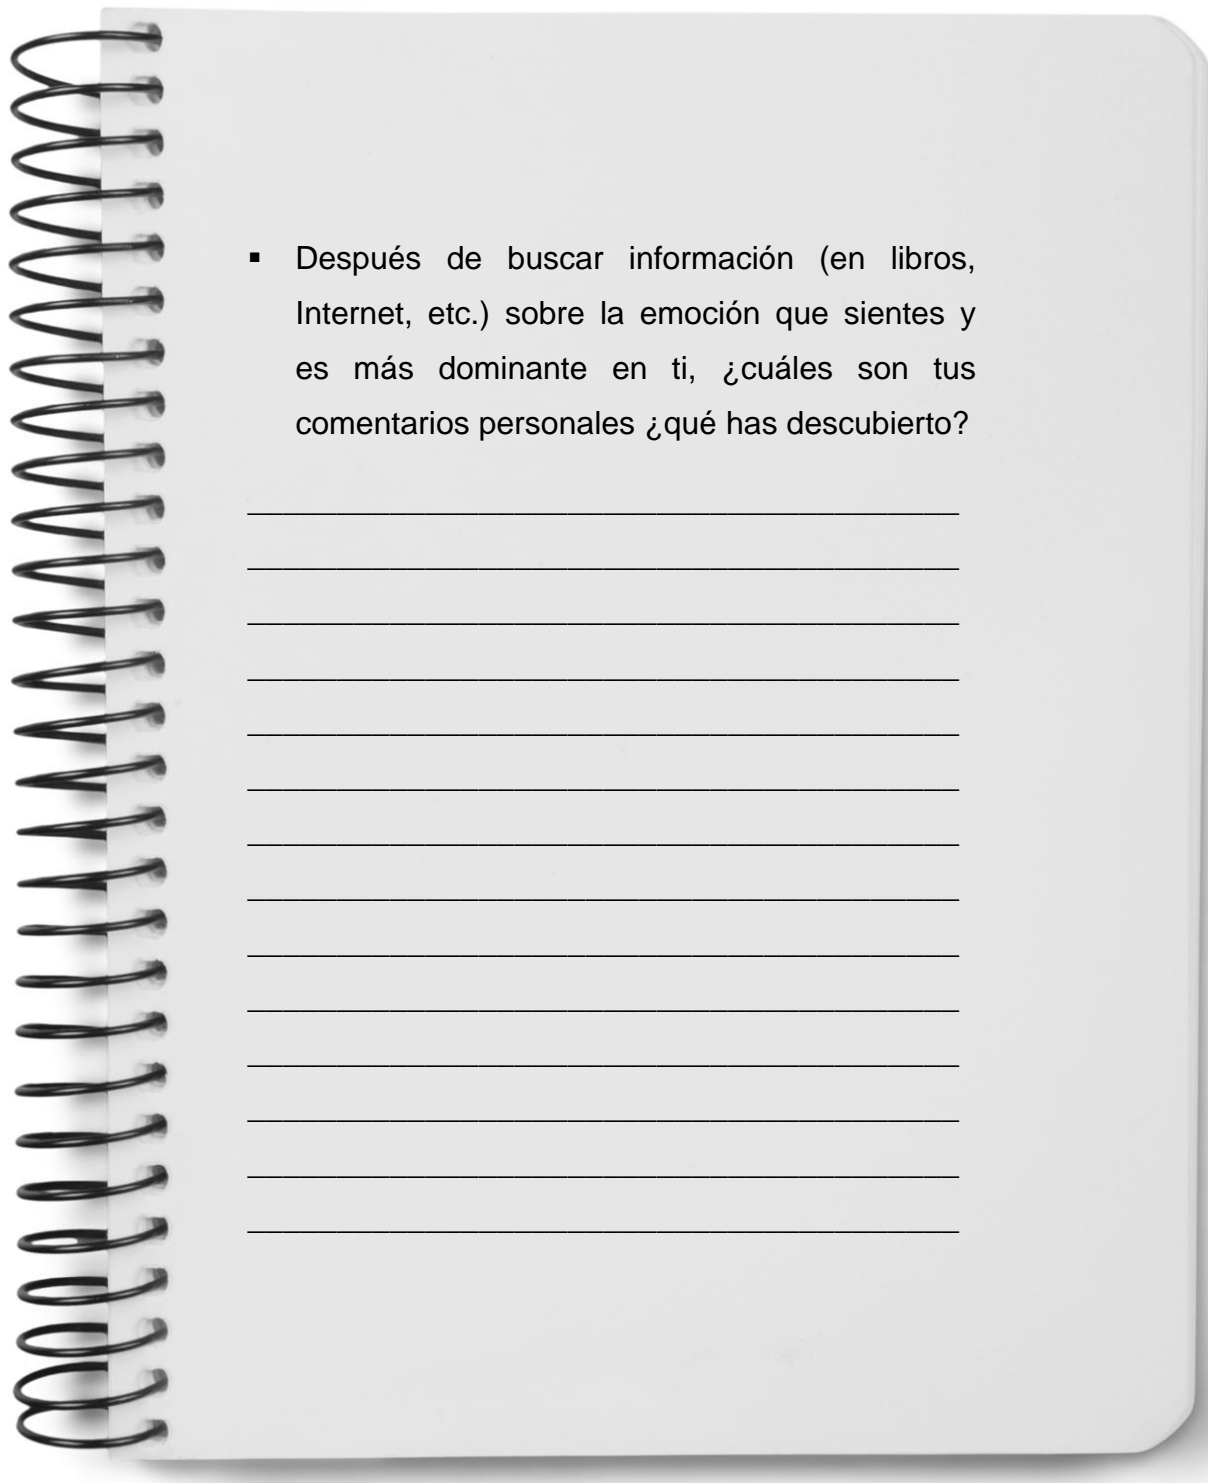 ▪ Después de buscar información (en libros,
Internet, etc.) sobre la emoción que sientes y
es más dominante en ti, ¿cuáles son tus
comentarios personales ¿qué has descubierto?